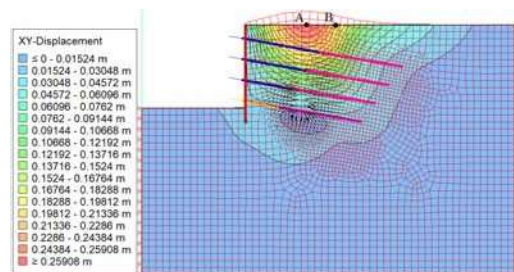 A B
XY-Displacement
≤ 0 - 0.01524 m
0.01524 - 0.03048 m
0.03048 - 0.04572 m
0.04572 - 0.06096 m
0.06096 - 0.0762 m
0.0762 - 0.09144 m
0.09144 - 0.10668 m
0.10668 - 0.12192 m
0.12192 - 0.13716 m
0.13716 - 0.1524 m
0.1524 - 0.16764 m
0.16764 - 0.18288 m
0.18288 - 0.19812 m
0.19812 - 0.21336 m
0.21336 - 0.2286 m
0.2286 - 0.24384 m
0.24384 - 0.25908 m
≥ 0.25908 m